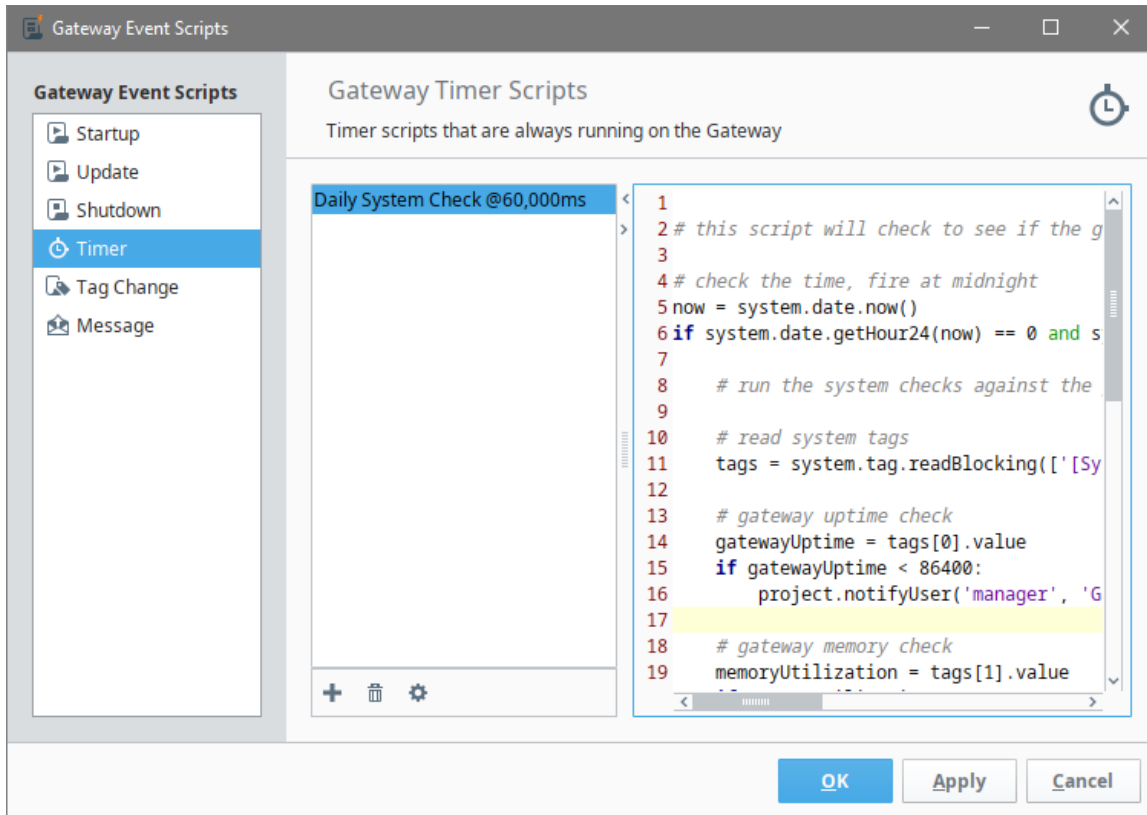 Gateway Event Scripts
Gateway Event Scripts
Startup
Update
Shutdown
Timer
Tag Change
Message
Gateway Timer Scripts
Timer scripts that are always running on the Gateway
Daily System Check @60,000ms
1
2 # this script will check to see if the g
3
4 # check the time, fire at midnight
5 now = system.date.now()
6 if system.date.getHour24(now) == 0 and s
7
8 # run the system checks against the
9
10 # read system tags
11 tags = system.tag.readBlocking(['[Sy
12
13 # gateway uptime check
14 gatewayUptime = tags[0].value
15 if gatewayUptime < 86400:
16 project.notifyUser('manager', 'G
17
18 # gateway memory check
19 memoryUtilization = tags[1].value
OK
Apply
Cancel